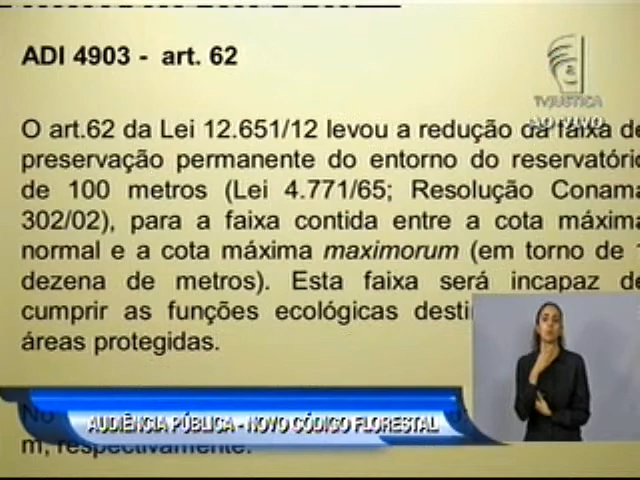 ADI 4903 - art. 62
TVJUSTIÇA
AO VIVO
O art.62 da Lei 12.651/12 levou a redução da faixa de
preservação permanente do entorno do reservatório
de 100 metros (Lei 4.771/65; Resolução Conama
302/02), para a faixa contida entre a cota máxima
normal e a cota máxima maximorum (em torno de 1
dezena de metros). Esta faixa será incapaz de
cumprir as funções ecológicas
áreas protegidas.
AUDIÊNCIA PÚBLICA - NOVO CÓDIGO FLORESTAL
m, respectivamente.